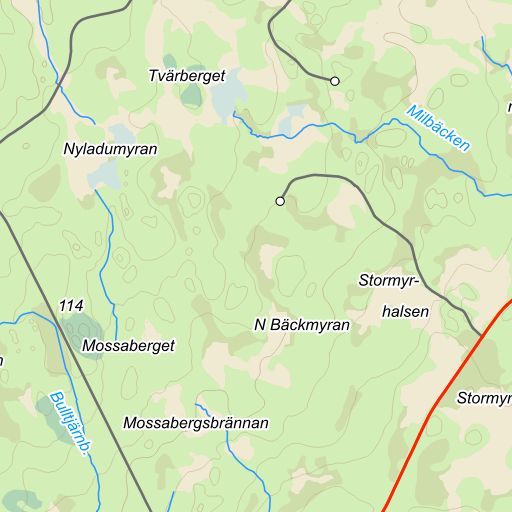 Tvärberget
Milbäcken
Nyladumyran
Stormyr-
halsen
114
N Bäckmyran
Mossaberget
Bulltjärnb.
Stormyr
Mossabergsbrännan